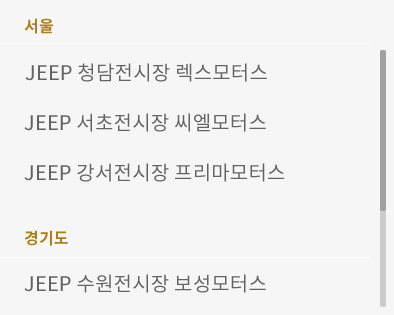 서울
JEEP 청담전시장 렉스모터스
JEEP 서초전시장 씨엘모터스
JEEP 강서전시장 프리마모터스
경기도
JEEP 수원전시장 보성모터스